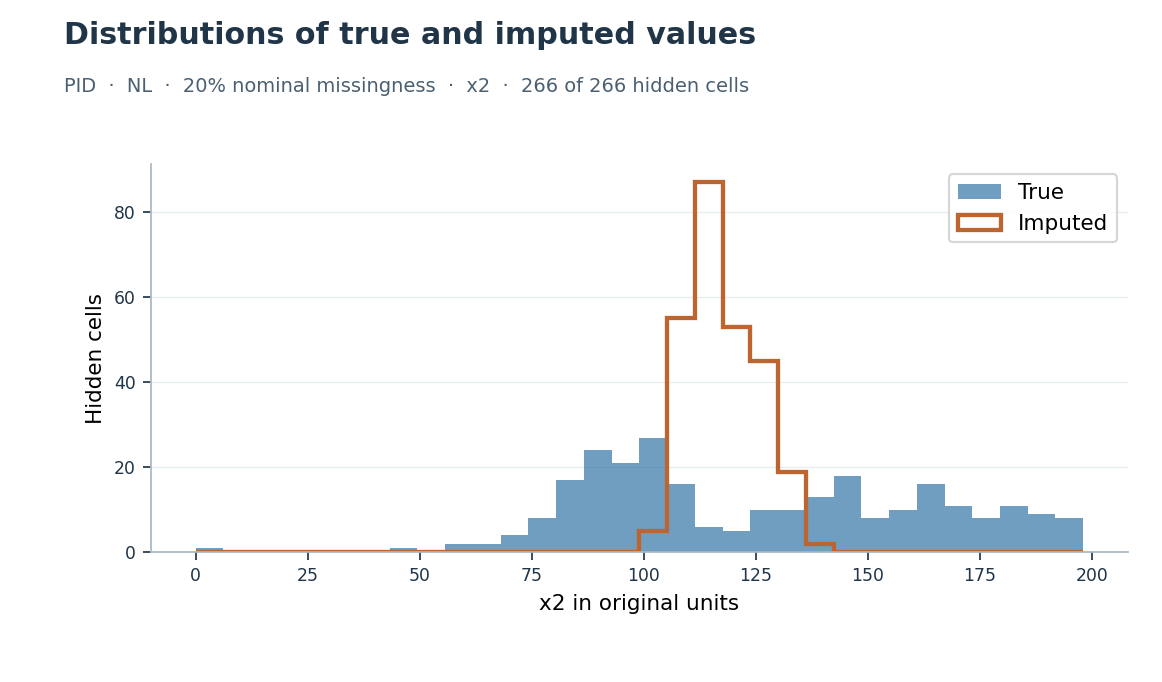 Distributions of true and imputed values
PID · NL · 20% nominal missingness · x2 · 266 of 266 hidden cells
True
Imputed
Hidden cells
80
60
40
20
0
0 25 50 75 100 125 150 175 200
x2 in original units